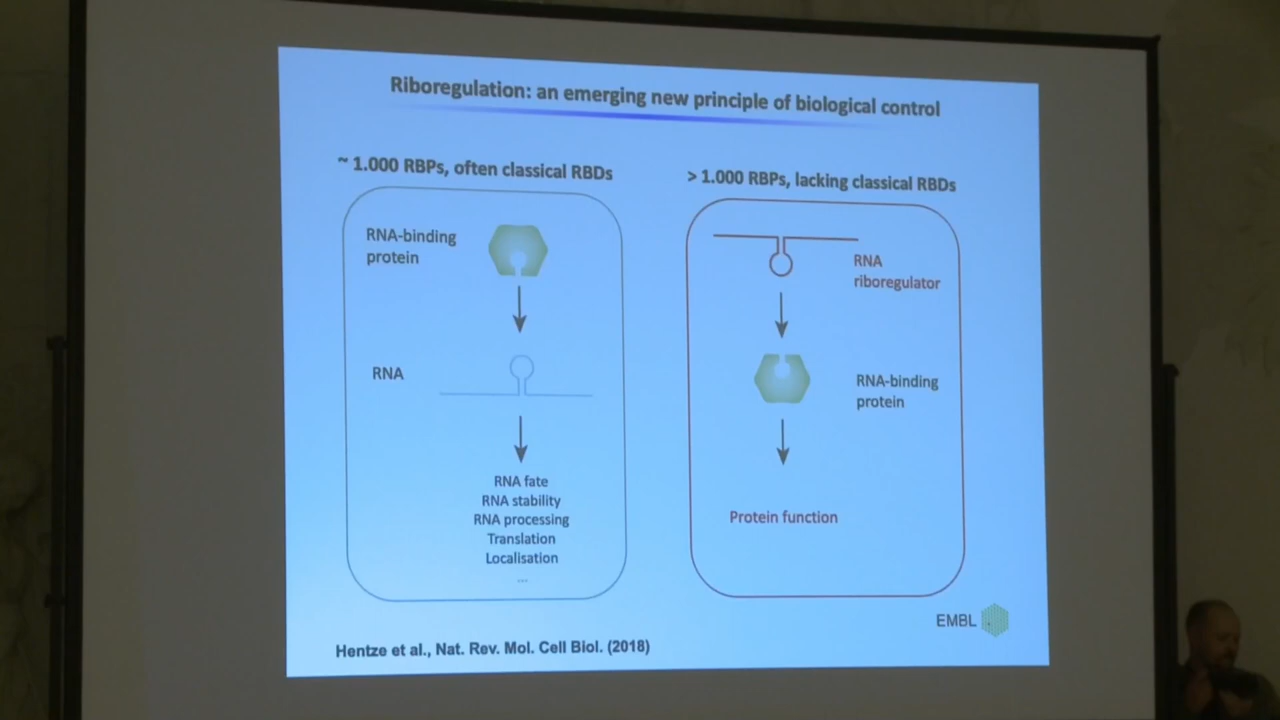 Riboregulation: an emerging new principle of biological control
~ 1.000 RBPs, often classical RBDs
RNA-binding
protein
RNA
RNA fate
RNA stability
RNA processing
Translation
Localisation
...
> 1.000 RBPs, lacking classical RBDs
RNA
riboregulator
RNA-binding
protein
Protein function
EMBL
Hentze et al., Nat. Rev. Mol. Cell Biol. (2018)